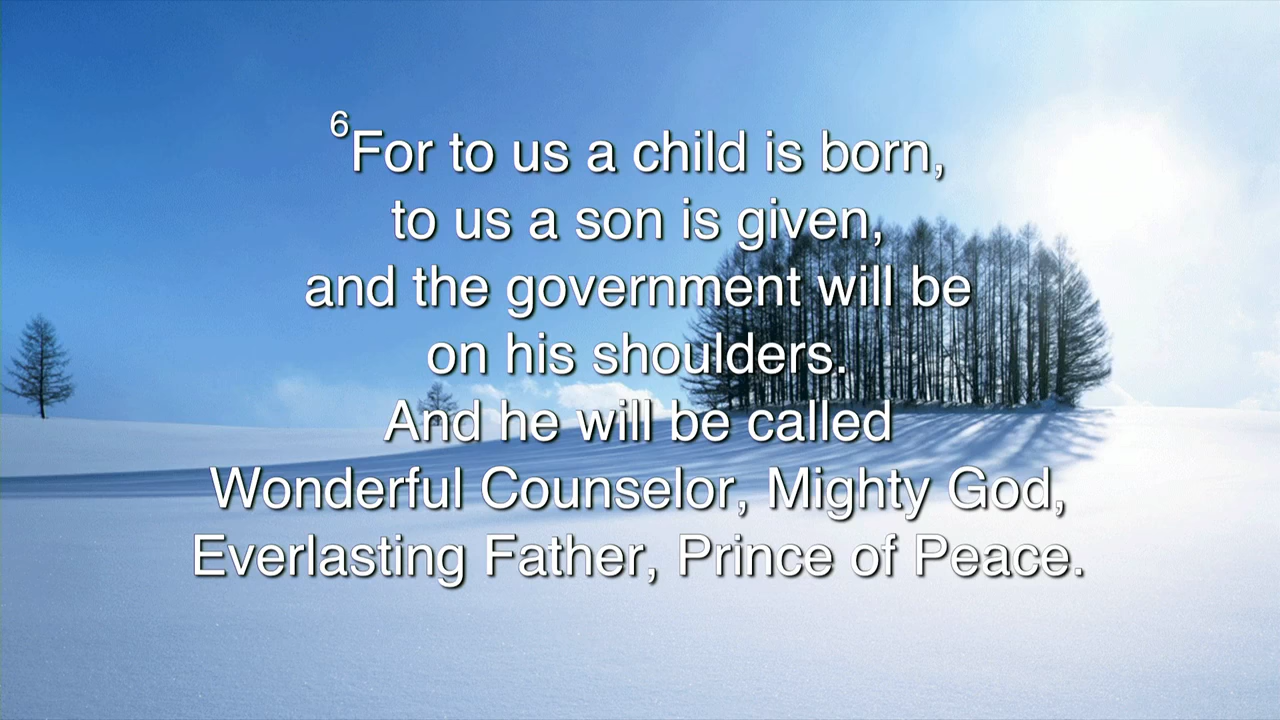 6For to us a child is born,
to us a son is given,
and the government will be
on his shoulders.
And he will be called
Wonderful Counselor, Mighty God,
Everlasting Father, Prince of Peace.